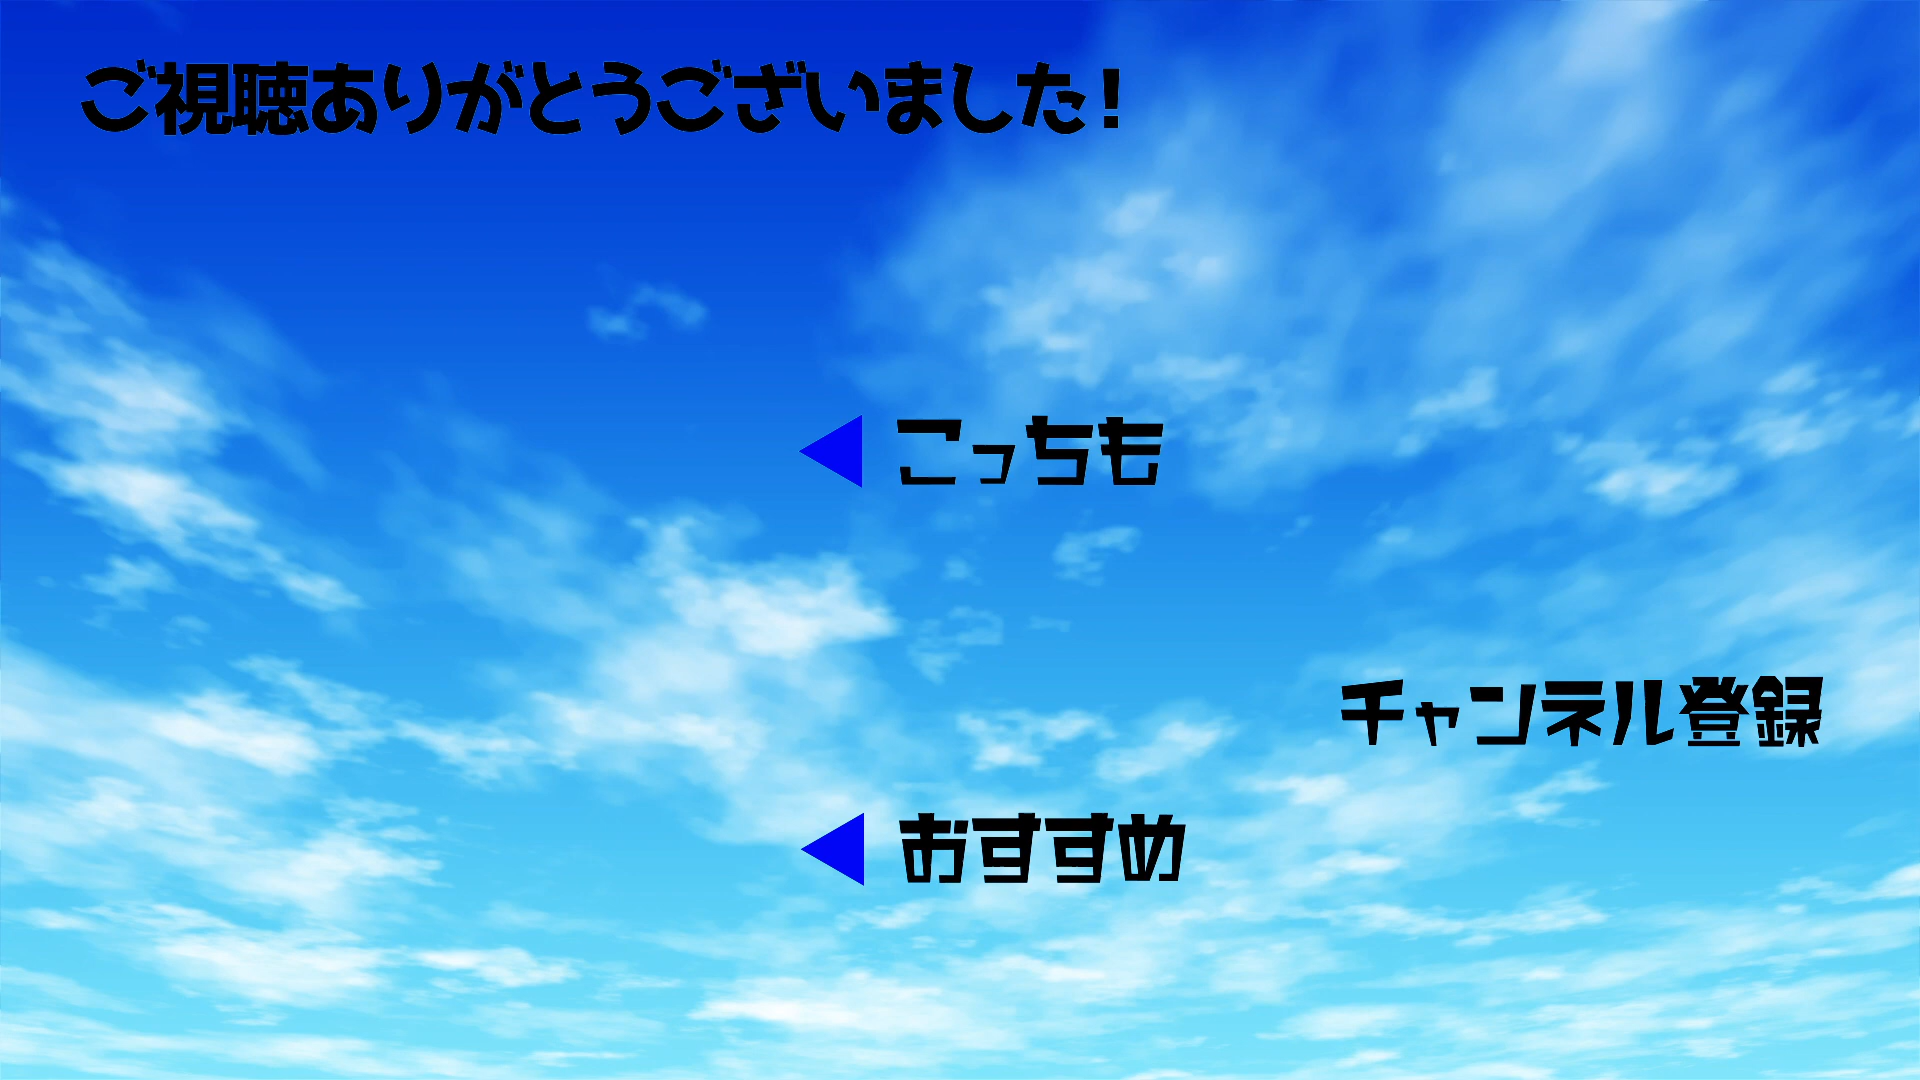 ご視聴ありがとうございました!
こっちも
チャンネル登録
おすすめ